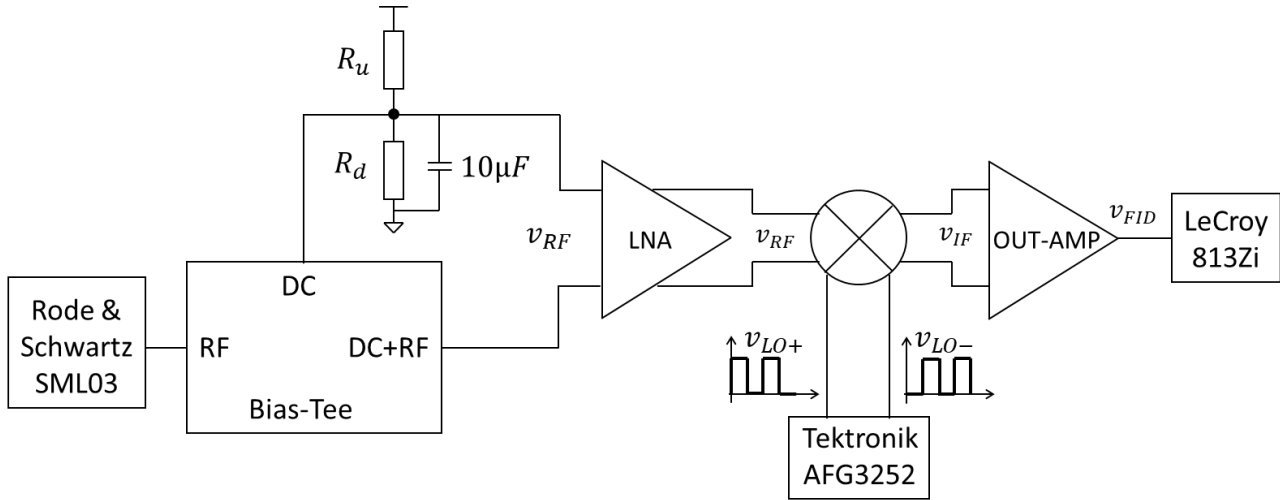 R_u
R_d
10μF
v_RF
LNA
v_RF
v_IF
OUT-AMP
v_FID
LeCroy
813Zi
DC
Rode &
Schwartz
SML03
RF
DC+RF
Bias-Tee
v_LO+
v_LO−
Tektronik
AFG3252